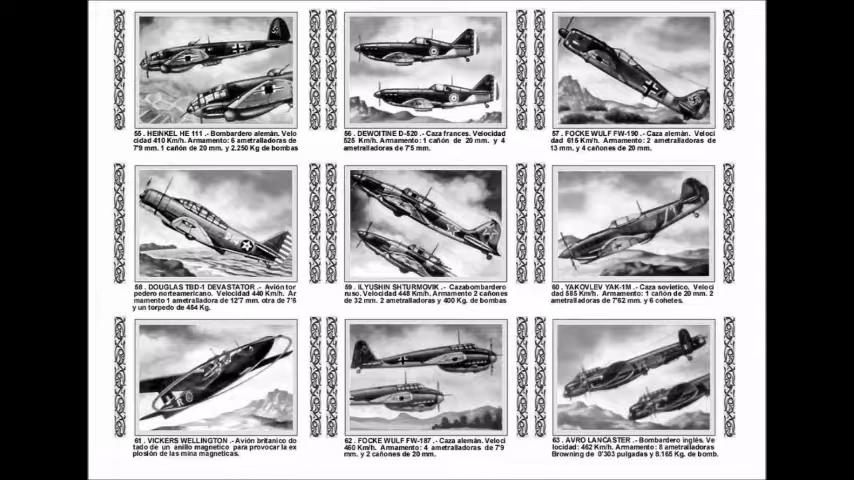 55 . HEINKEL HE 111 .- Bombardero alemán. Velo
cidad 410 Km/h. Armamento: 6 ametralladoras de
7'9 mm. 1 cañón de 20 mm. y 2.250 Kg de bombas
56 . DEWOITINE D-520 .- Caza frances. Velocidad
525 Km/h. Armamento: 1 cañón de 20 mm. y 4
ametralladoras de 7'5 mm.
57 . FOCKE WULF FW-190 .- Caza alemán. Veloci
dad 615 Km/h. Armamento: 2 ametralladoras de
13 mm. y 4 cañones de 20 mm.
58 . DOUGLAS TBD-1 DEVASTATOR .- Avión tor
pedero norteamericano. Velocidad 440 Km/h. Ar
mamento 1 ametralladora de 12'7 mm. otra de 7'6
y un torpedo de 454 Kg.
59 . ILYUSHIN SHTURMOVIK .- Cazabombardero
ruso. Velocidad 448 Km/h. Armamento 2 cañones
de 32 mm. 2 ametralladoras y 400 Kg. de bombas
60 . YAKOVLEV YAK-1M .- Caza sovietico. Veloci
dad 585 Km/h. Armamento: 1 cañón de 20 mm. 2
ametralladoras de 7'62 mm. y 6 cohetes.
61 . VICKERS WELLINGTON .- Avión britanico do
tado de un anillo magnetico para provocar la ex
plosión de las mina magneticas.
62 . FOCKE WULF FW-187 .- Caza alemán. Veloci
460 Km/h. Armamento: 4 ametralladoras de 7'9
mm. y 2 cañones de 20 mm.
63 . AVRO LANCASTER .- Bombardero inglés. Ve
locidad: 462 Km/h. Armamento: 8 ametralladoras
Browning de 0'303 pulgadas y 8.165 Kg. de bomb.